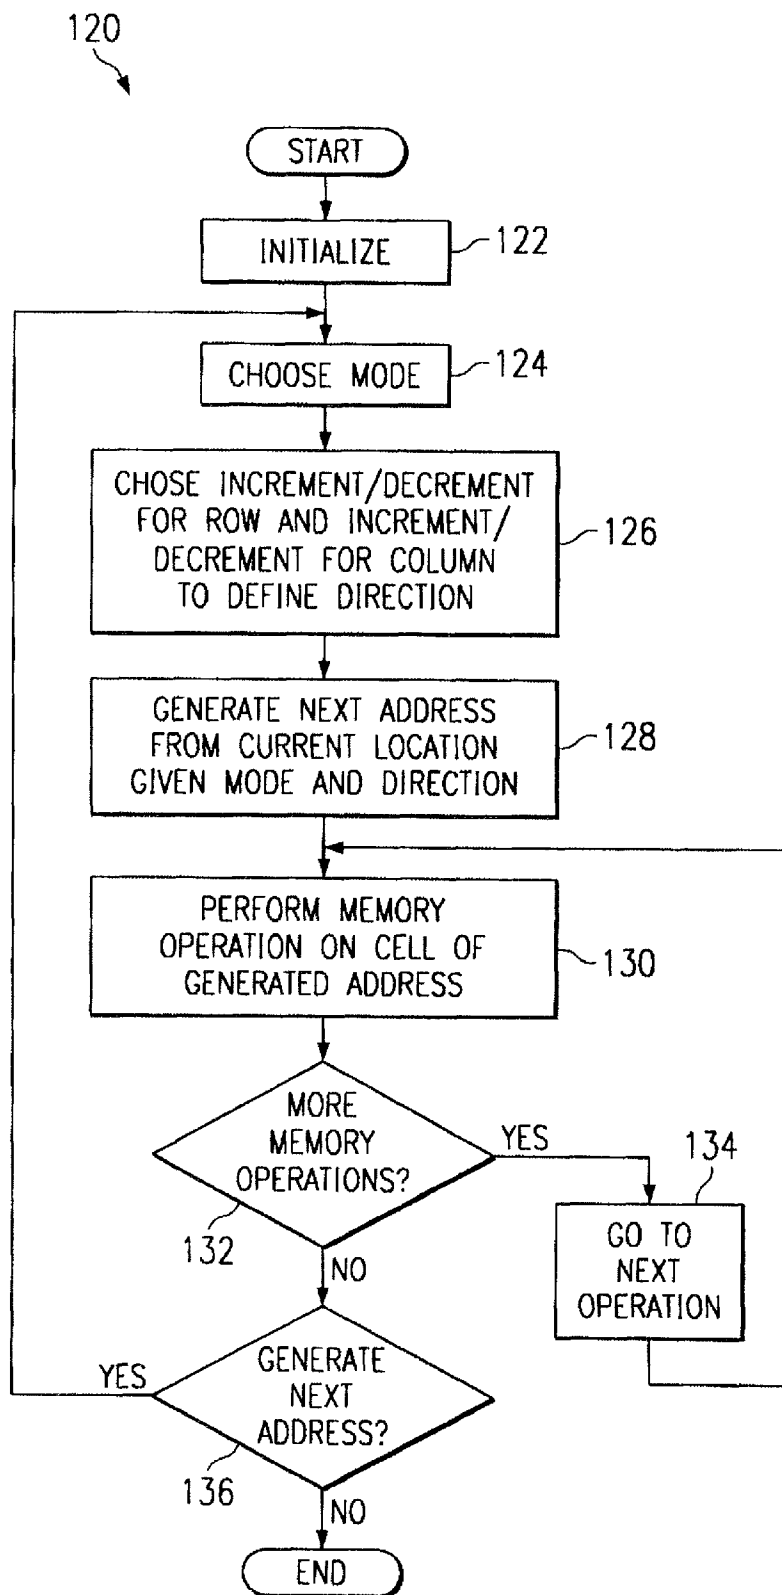 120
START
INITIALIZE
122
CHOOSE MODE
124
CHOSE INCREMENT/DECREMENT
FOR ROW AND INCREMENT/
DECREMENT FOR COLUMN
TO DEFINE DIRECTION
126
GENERATE NEXT ADDRESS
FROM CURRENT LOCATION
GIVEN MODE AND DIRECTION
128
PERFORM MEMORY
OPERATION ON CELL OF
GENERATED ADDRESS
130
MORE
MEMORY
OPERATIONS?
132
YES
134
GO TO
NEXT
OPERATION
NO
GENERATE
NEXT
ADDRESS?
136
YES
NO
END